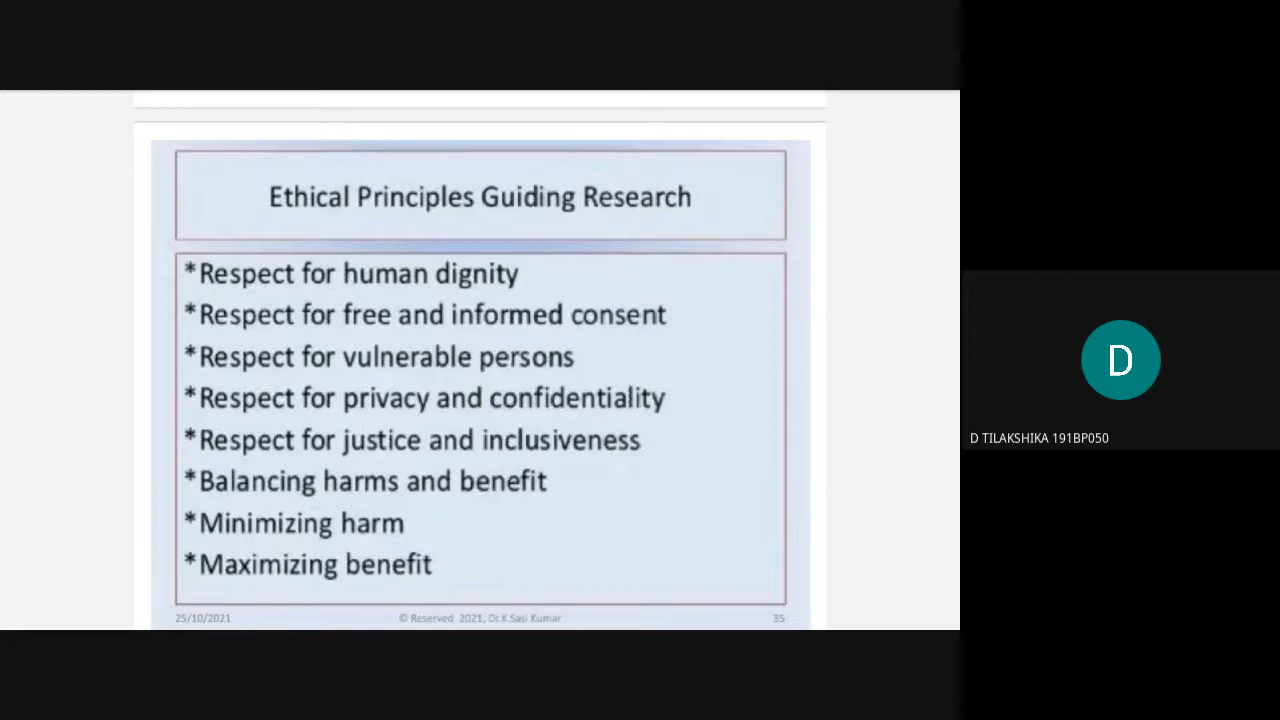 Ethical Principles Guiding Research
*Respect for human dignity
*Respect for free and informed consent
*Respect for vulnerable persons
*Respect for privacy and confidentiality
*Respect for justice and inclusiveness
*Balancing harms and benefit
*Minimizing harm
*Maximizing benefit
25/10/2021
© Reserved 2021, Dr.K.Sasi Kumar
35
D
D TILAKSHIKA 191BP050